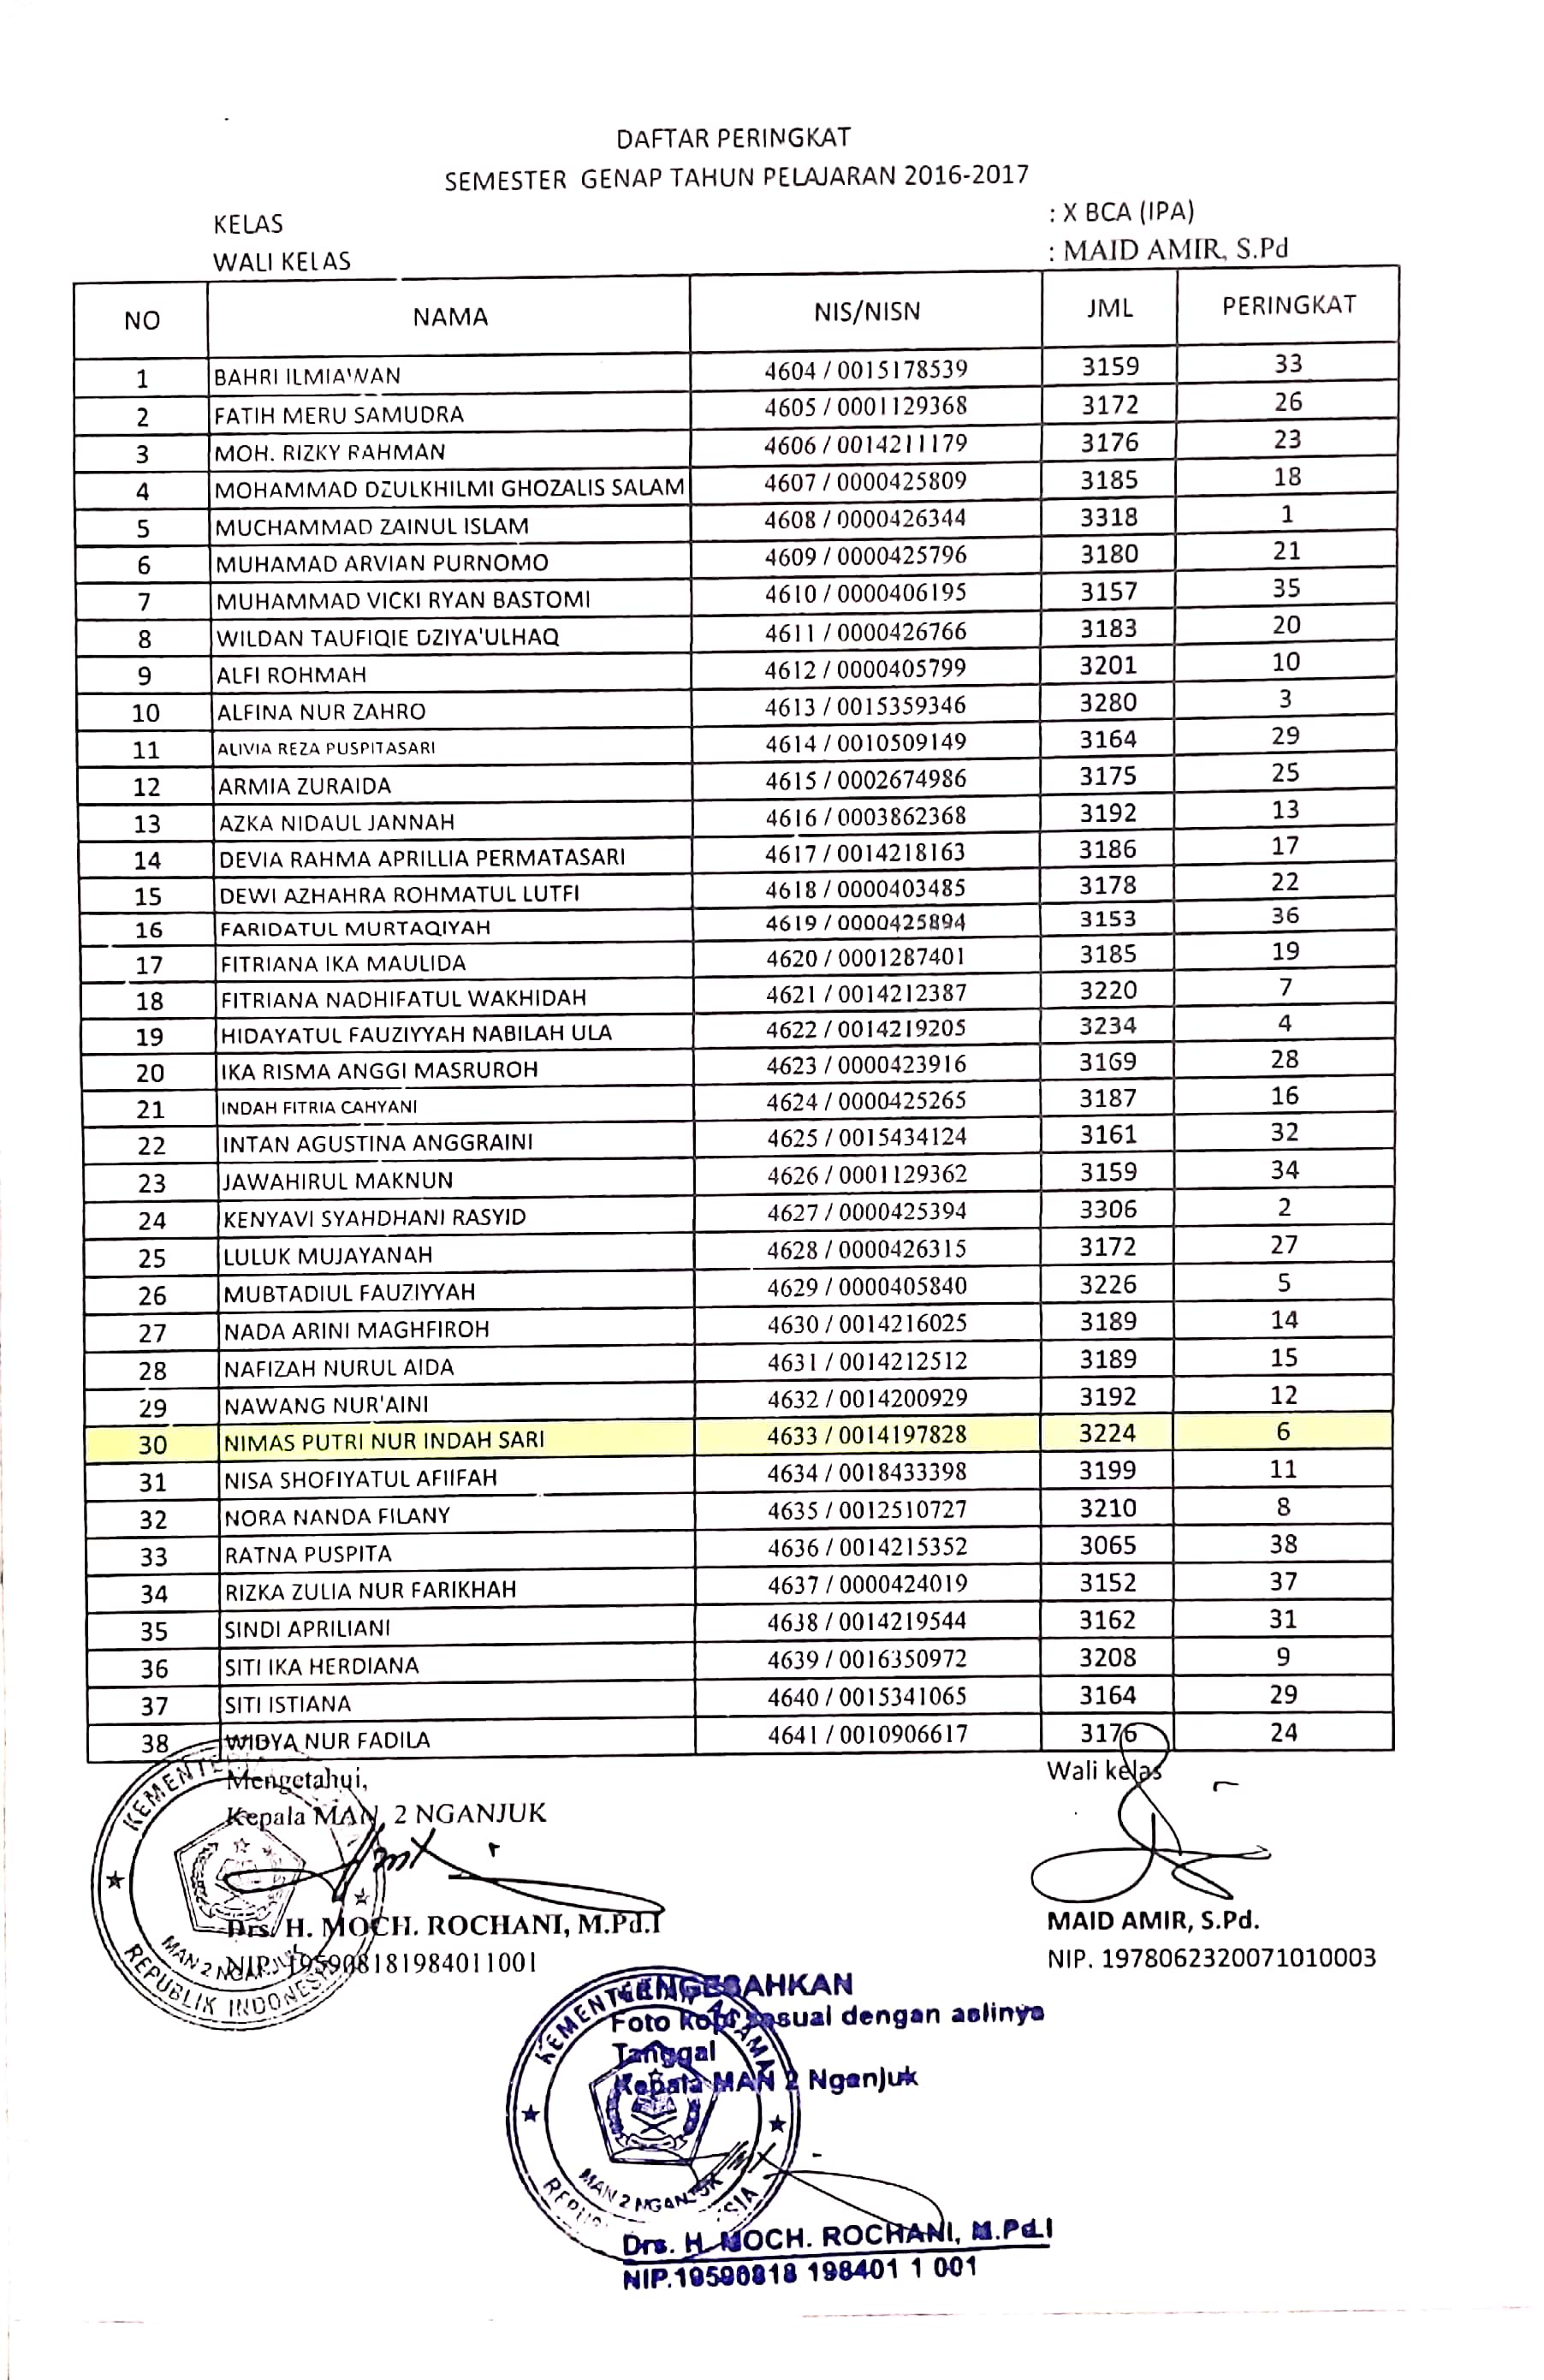 DAFTAR PERINGKAT
SEMESTER GENAP TAHUN PELAJARAN 2016-2017
KELAS : X BCA (IPA)
WALI KELAS : MAID AMIR, S.Pd
NO NAMA NIS/NISN JML PERINGKAT
1 BAHRI ILMIAWAN 4604 / 0015178539 3159 33
2 FATIH MERU SAMUDRA 4605 / 0001129368 3172 26
3 MOH. RIZKY RAHMAN 4606 / 0014211179 3176 23
4 MOHAMMAD DZULKHILMI GHOZALIS SALAM 4607 / 0000425809 3185 18
5 MUCHAMMAD ZAINUL ISLAM 4608 / 0000426344 3318 1
6 MUHAMAD ARVIAN PURNOMO 4609 / 0000425796 3180 21
7 MUHAMMAD VICKI RYAN BASTOMI 4610 / 0000406195 3157 35
8 WILDAN TAUFIQIE DZIYA'ULHAQ 4611 / 0000426766 3183 20
9 ALFI ROHMAH 4612 / 0000405799 3201 10
10 ALFINA NUR ZAHRO 4613 / 0015359346 3280 3
11 ALIVIA REZA PUSPITASARI 4614 / 0010509149 3164 29
12 ARMIA ZURAIDA 4615 / 0002674986 3175 25
13 AZKA NIDAUL JANNAH 4616 / 0003862368 3192 13
14 DEVIA RAHMA APRILLIA PERMATASARI 4617 / 0014218163 3186 17
15 DEWI AZHAHRA ROHMATUL LUTFI 4618 / 0000403485 3178 22
16 FARIDATUL MURTAQIYAH 4619 / 0000425894 3153 36
17 FITRIANA IKA MAULIDA 4620 / 0001287401 3185 19
18 FITRIANA NADHIFATUL WAKHIDAH 4621 / 0014212387 3220 7
19 HIDAYATUL FAUZIYYAH NABILAH ULA 4622 / 0014219205 3234 4
20 IKA RISMA ANGGI MASRUROH 4623 / 0000423916 3169 28
21 INDAH FITRIA CAHYANI 4624 / 0000425265 3187 16
22 INTAN AGUSTINA ANGGRAINI 4625 / 0015434124 3161 32
23 JAWAHIRUL MAKNUN 4626 / 0001129362 3159 34
24 KENYAVI SYAHDHANI RASYID 4627 / 0000425394 3306 2
25 LULUK MUJAYANAH 4628 / 0000426315 3172 27
26 MUBTADIUL FAUZIYYAH 4629 / 0000405840 3226 5
27 NADA ARINI MAGHFIROH 4630 / 0014216025 3189 14
28 NAFIZAH NURUL AIDA 4631 / 0014212512 3189 15
29 NAWANG NUR'AINI 4632 / 0014200929 3192 12
30 NIMAS PUTRI NUR INDAH SARI 4633 / 0014197828 3224 6
31 NISA SHOFIYATUL AFIIFAH 4634 / 0018433398 3199 11
32 NORA NANDA FILANY 4635 / 0012510727 3210 8
33 RATNA PUSPITA 4636 / 0014215352 3065 38
34 RIZKA ZULIA NUR FARIKHAH 4637 / 0000424019 3152 37
35 SINDI APRILIANI 4638 / 0014219544 3162 31
36 SITI IKA HERDIANA 4639 / 0016350972 3208 9
37 SITI ISTIANA 4640 / 0015341065 3164 29
38 WIDYA NUR FADILA 4641 / 0010906617 3176 24
Mengetahui, Wali kelas
Kepala MAN 2 NGANJUK
Drs. H. MOCH. ROCHANI, M.Pd.I MAID AMIR, S.Pd.
NIP. 195908181984011001 NIP. 1978062320071010003
MAN 2 NGANJUK
REPUBLIK INDONESIA
MENGESAHKAN
Foto Kopi sesuai dengan aslinya
Tanggal
Kepala MAN 2 Nganjuk
KEMENTERIAN AGAMA
MAN 2 NGANJUK
Drs. H. MOCH. ROCHANI, M.Pd.I
NIP.19590818 198401 1 001